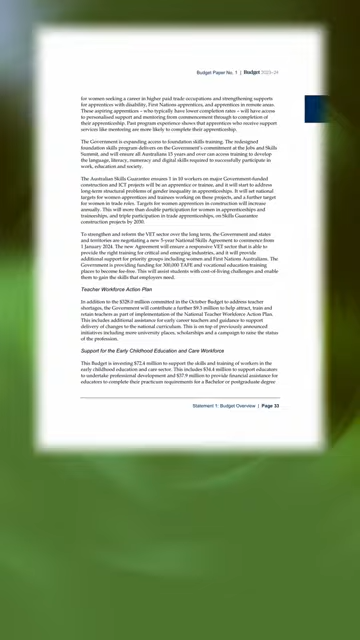 Budget Paper No. 1 | Budget 2023–24
for women seeking a career in higher paid trade occupations and strengthening supports
for apprentices with disability, First Nations apprentices, and apprentices in remote areas.
These aspiring apprentices – who typically have lower completion rates – will have access
to personalised support and mentoring from commencement through to completion of
their apprenticeship. Past program experience shows that apprentices who receive support
services like mentoring are more likely to complete their apprenticeship.
The Government is expanding access to foundation skills training. The redesigned
foundation skills program delivers on the Government's commitment at the Jobs and Skills
Summit, and will ensure all Australians 15 years and over can access training to develop
the language, literacy, numeracy and digital skills required to successfully participate in
work, education and society.
The Australian Skills Guarantee ensures 1 in 10 workers on major Government-funded
construction and ICT projects will be an apprentice or trainee, and it will start to address
long-term structural problems of gender inequality in apprenticeships. It will set national
targets for women apprentices and trainees working on these projects, and a further target
for women in trade roles. Targets for women apprentices in construction will increase
annually. This will more than double participation for women in apprenticeships and
traineeships, and triple participation in trade apprenticeships, on Skills Guarantee
construction projects by 2030.
To strengthen and reform the VET sector over the long term, the Government and states
and territories are negotiating a new 5-year National Skills Agreement to commence from
1 January 2024. The new Agreement will ensure a responsive VET sector that is able to
provide the right training for critical and emerging industries, and it will provide
additional support for priority groups including women and First Nations Australians. The
Government is providing funding for 300,000 TAFE and vocational education training
places to become fee-free. This will assist students with cost-of-living challenges and enable
them to gain the skills that employers need.
Teacher Workforce Action Plan
In addition to the $328.0 million committed in the October Budget to address teacher
shortages, the Government will contribute a further $9.3 million to help attract, train and
retain teachers as part of implementation of the National Teacher Workforce Action Plan.
This includes additional assistance for early career teachers and guidance to support
delivery of changes to the national curriculum. This is on top of previously announced
initiatives including more university places, scholarships and a campaign to raise the status
of the profession.
Support for the Early Childhood Education and Care Workforce
This Budget is investing $72.4 million to support the skills and training of workers in the
early childhood education and care sector. This includes $34.4 million to support educators
to undertake professional development and $37.9 million to provide financial assistance for
educators to complete their practicum requirements for a Bachelor or postgraduate degree
Statement 1: Budget Overview | Page 33